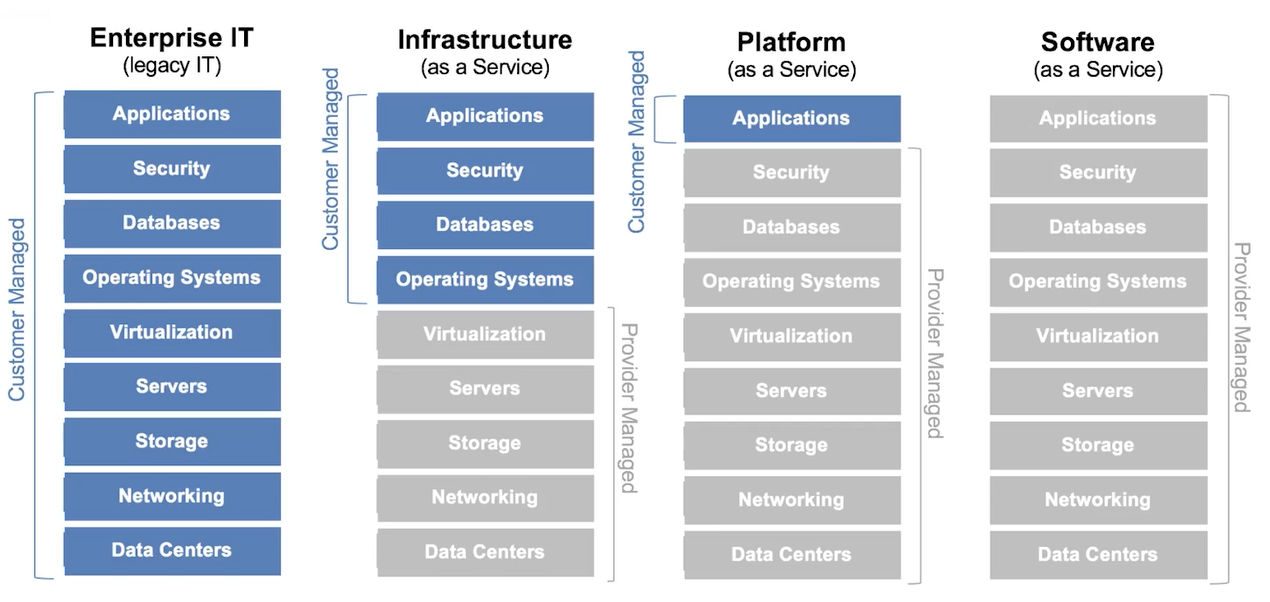 Enterprise IT
(legacy IT)
Customer Managed
Applications
Security
Databases
Operating Systems
Virtualization
Servers
Storage
Networking
Data Centers
Infrastructure
(as a Service)
Customer Managed
Applications
Security
Databases
Operating Systems
Virtualization
Servers
Storage
Networking
Data Centers
Provider Managed
Platform
(as a Service)
Customer Managed
Applications
Security
Databases
Operating Systems
Virtualization
Servers
Storage
Networking
Data Centers
Provider Managed
Software
(as a Service)
Applications
Security
Databases
Operating Systems
Virtualization
Servers
Storage
Networking
Data Centers
Provider Managed